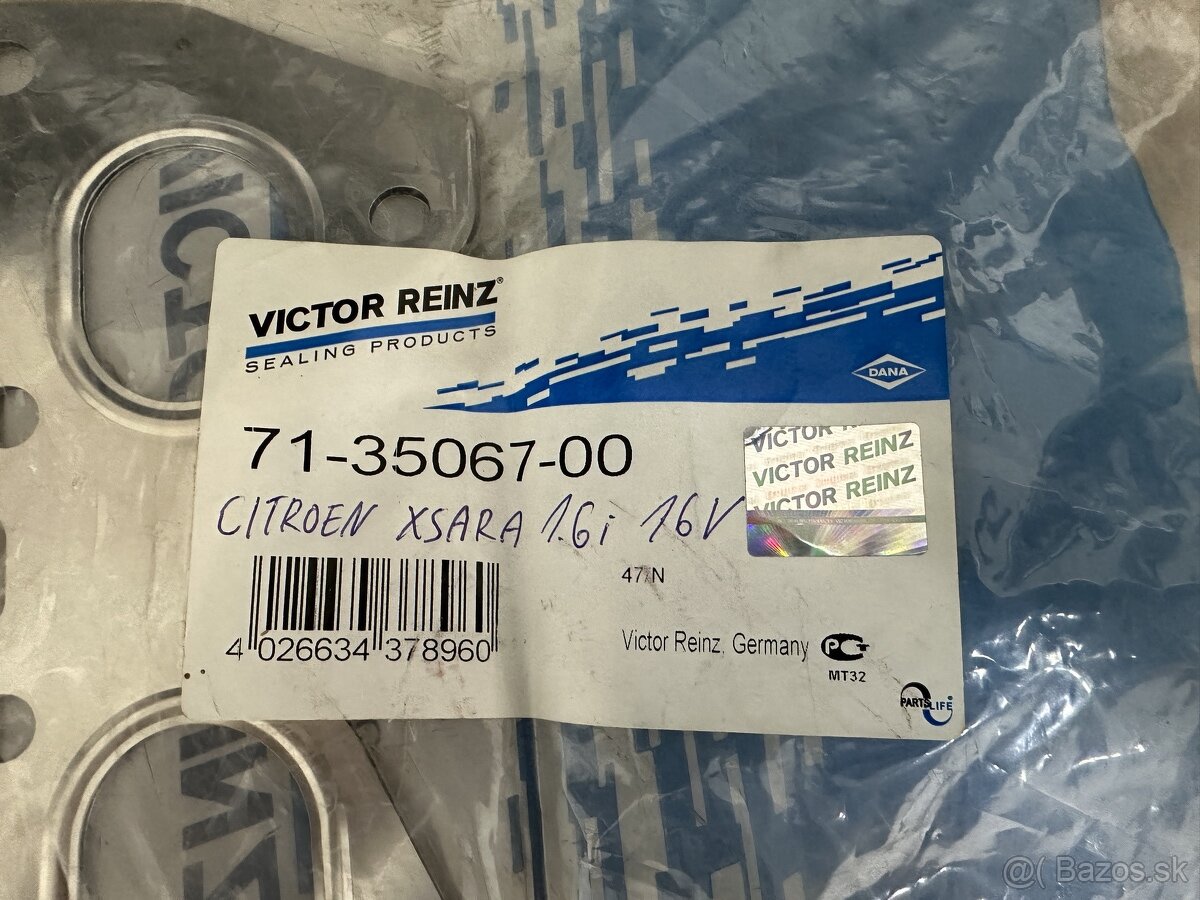 VICTOR REINZ®
SEALING PRODUCTS
DANA
71-35067-00
VICTOR REINZ
VICTOR REINZ
VICTOR REINZ
CITROEN XSARA 1.6i 16V
47/N
4 026634 378960
Victor Reinz, Germany
MT32
PARTSLIFE
Bazos.sk